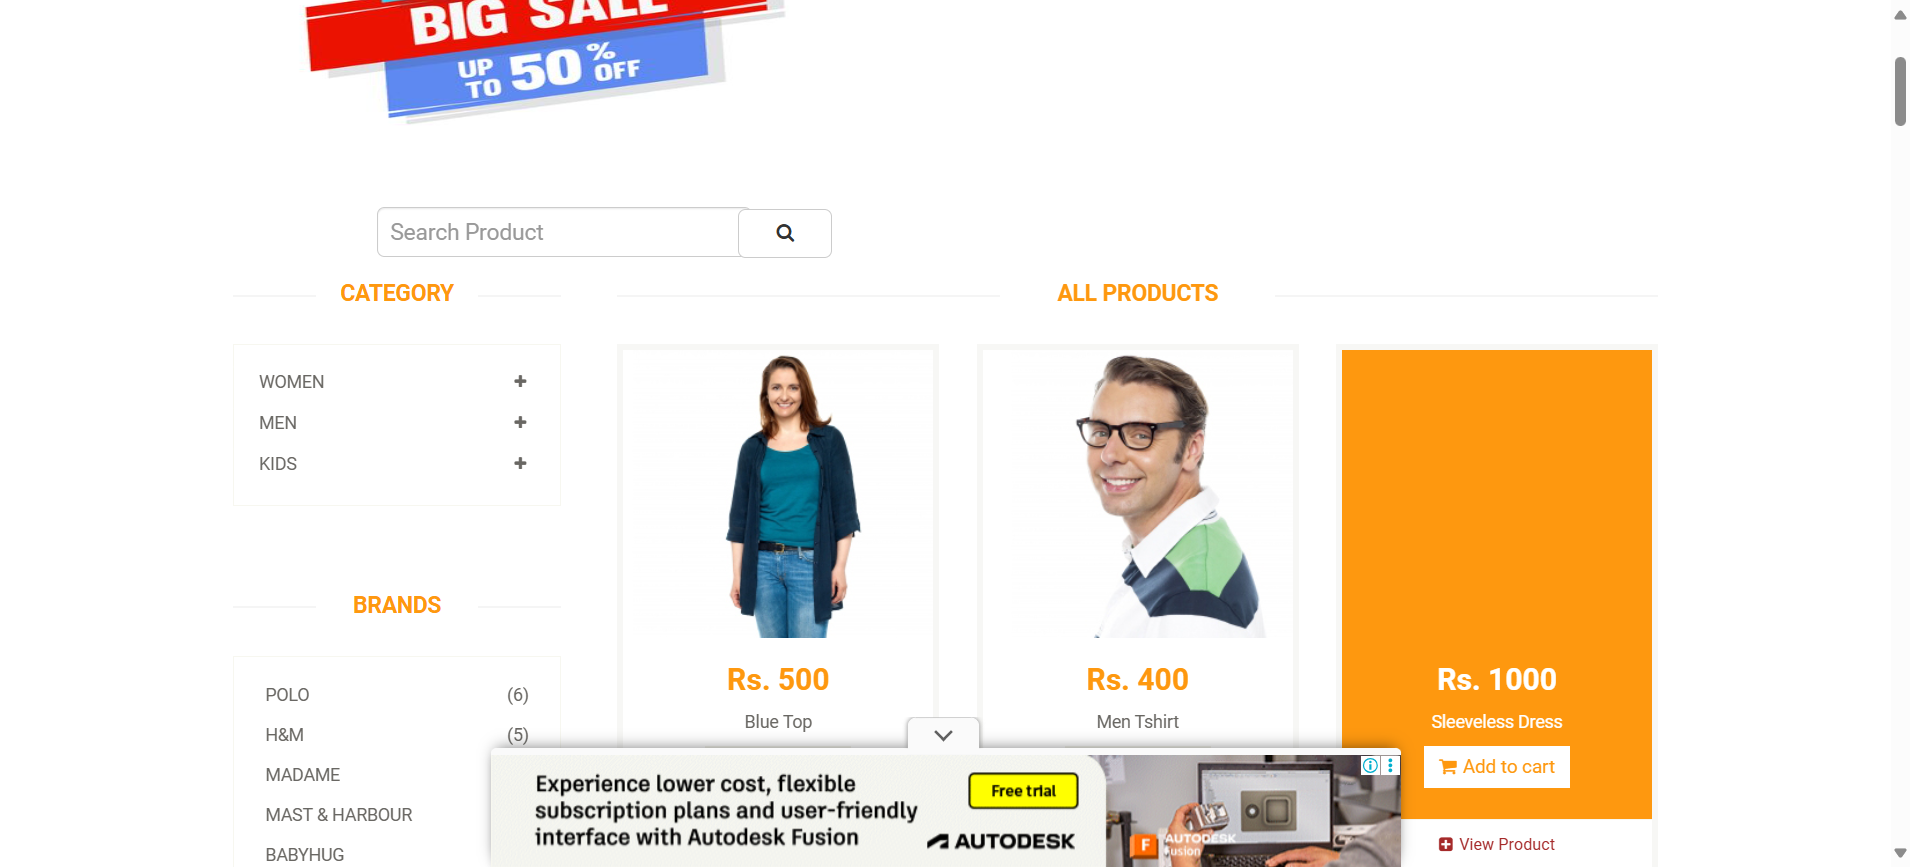 BIG SALE
UP TO 50% OFF
Search Product
CATEGORY
ALL PRODUCTS
WOMEN
MEN
KIDS
BRANDS
POLO (6)
H&M (5)
MADAME
MAST & HARBOUR
BABYHUG
Rs. 500
Blue Top
Rs. 400
Men Tshirt
Rs. 1000
Sleeveless Dress
Add to cart
View Product
Experience lower cost, flexible
subscription plans and user-friendly
interface with Autodesk Fusion
Free trial
AUTODESK
F AUTODESK
Fusion